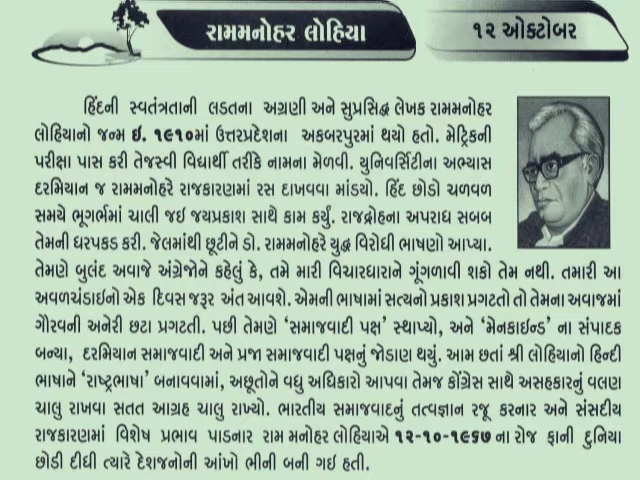 રામમનોહર લોહિયા
૧૨ ઓક્ટોબર
હિંદની સ્વતંત્રતાની લડતના અગ્રણી અને સુપ્રસિદ્ધ લેખક રામમનોહર
લોહિયાનો જન્મ ઇ. ૧૯૧૦માં ઉત્તરપ્રદેશના અકબરપુરમાં થયો હતો. મેટ્રિકની
પરીક્ષા પાસ કરી તેજસ્વી વિદ્યાર્થી તરીકે નામના મેળવી. યુનિવર્સિટીના અભ્યાસ
દરમિયાન જ રામમનોહરે રાજકારણમાં રસ દાખવવા માંડયો. હિંદ છોડો ચળવળ
સમયે ભૂગર્ભમાં ચાલી જઇ જયપ્રકાશ સાથે કામ કર્યું. રાજદ્રોહના અપરાધ સબબ
તેમની ધરપકડ કરી. જેલમાંથી છૂટીને ડો. રામમનોહરે યુદ્ધ વિરોધી ભાષણો આપ્યા.
તેમણે બુલંદ અવાજે અંગ્રેજોને કહેલું કે, તમે મારી વિચારધારાને ગૂંગળાવી શકો તેમ નથી. તમારી આ
અવળચંડાઇનો એક દિવસ જરૂર અંત આવશે. એમની ભાષામાં સત્યનો પ્રકાશ પ્રગટતો તો તેમના અવાજમાં
ગૌરવની અનેરી છટા પ્રગટતી. પછી તેમણે ‘સમાજવાદી પક્ષ’ સ્થાપ્યો, અને ‘મેનકાઇન્ડ’ ના સંપાદક
બન્યા, દરમિયાન સમાજવાદી અને પ્રજા સમાજવાદી પક્ષનું જોડાણ થયું. આમ છતાં શ્રી લોહિયાનો હિન્દી
ભાષાને ‘રાષ્ટ્રભાષા’ બનાવવામાં, અછૂતોને વધુ અધિકારો આપવા તેમજ કોંગ્રેસ સાથે અસહકારનું વલણ
ચાલુ રાખવા સતત આગ્રહ ચાલુ રાખ્યો. ભારતીય સમાજવાદનું તત્વજ્ઞાન રજૂ કરનાર અને સંસદીય
રાજકારણમાં વિશેષ પ્રભાવ પાડનાર રામ મનોહર લોહિયાએ ૧૨-૧૦-૧૯૬૭ ના રોજ ફાની દુનિયા
છોડી દીધી ત્યારે દેશજનોની આંખો ભીની બની ગઇ હતી.